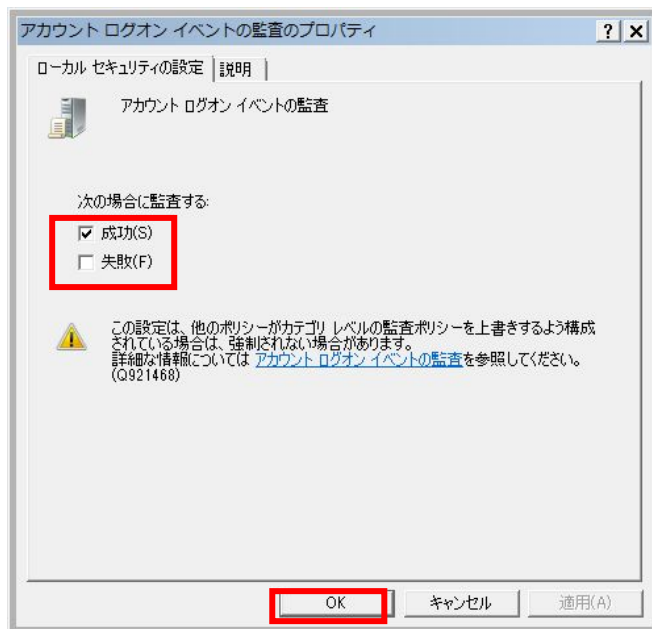 アカウント ログオン イベントの監査のプロパティ
ローカル セキュリティの設定 説明
アカウント ログオン イベントの監査
次の場合に監査する:
成功(S)
失敗(F)
この設定は、他のポリシーがカテゴリ レベルの監査ポリシーを上書きするよう構成
されている場合は、強制されない場合があります。
詳細な情報については アカウント ログオン イベントの監査を参照してください。
(Q921468)
OK キャンセル 適用(A)